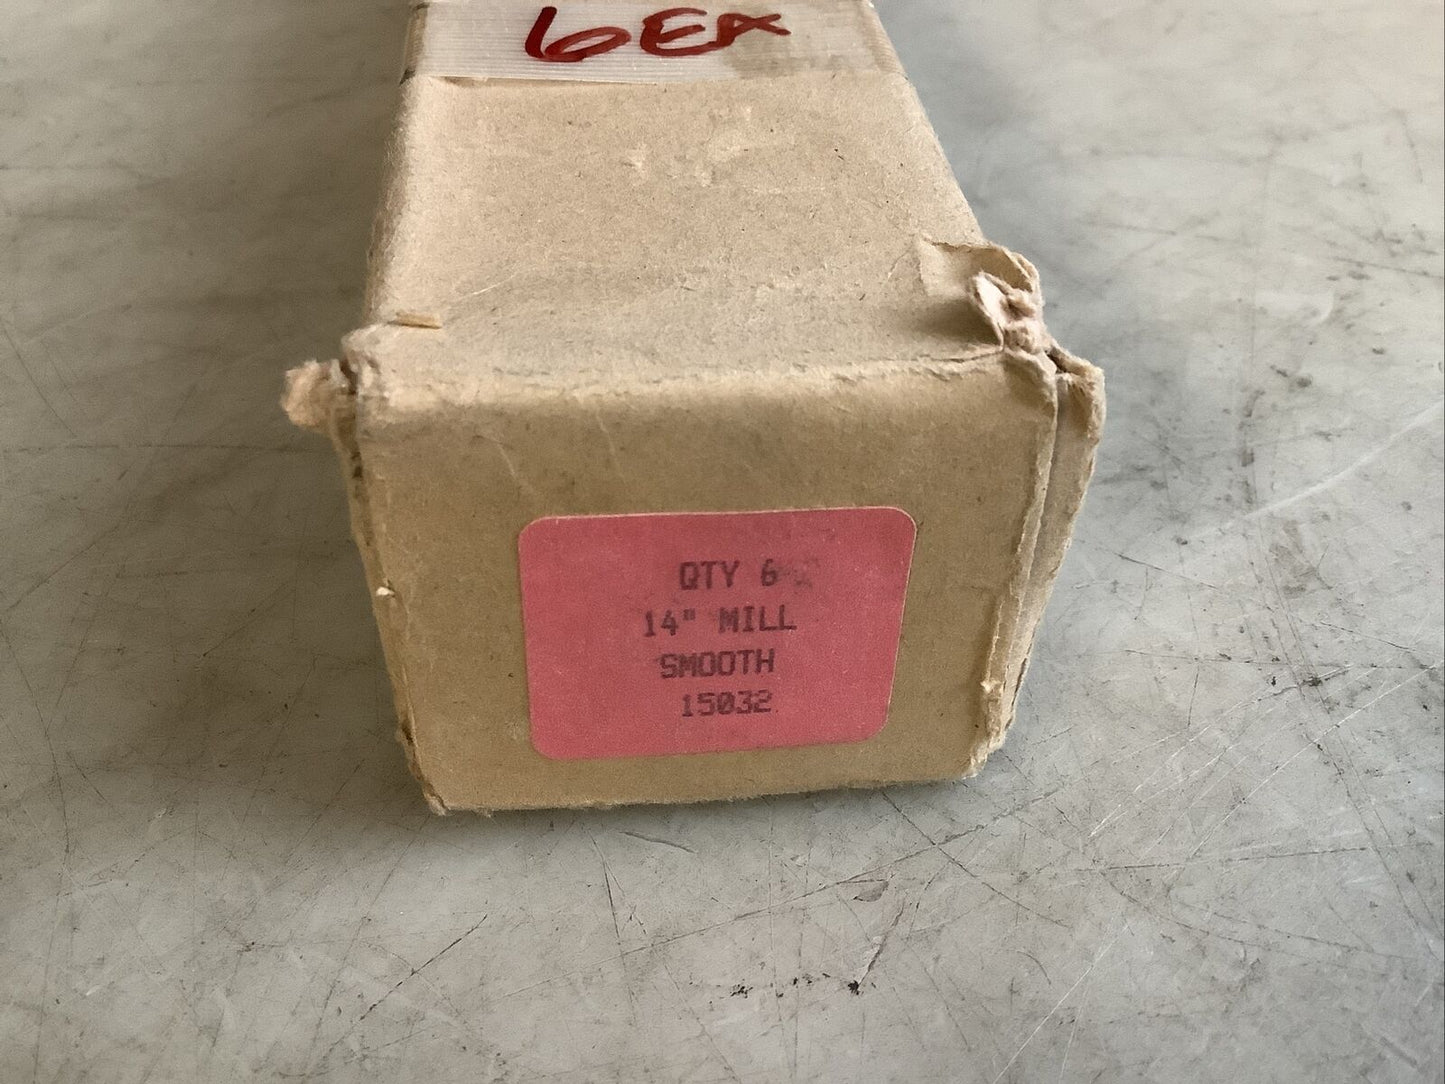 6EA
QTY 6
14" MILL
SMOOTH
15032